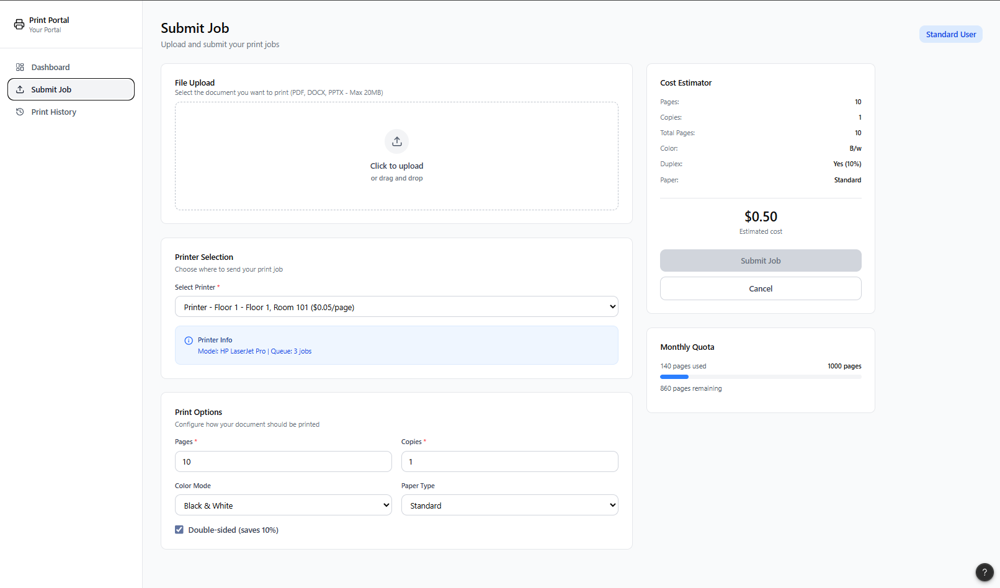 Print Portal
Your Portal
Dashboard
Submit Job
Print History
Submit Job
Upload and submit your print jobs
Standard User
File Upload
Select the document you want to print (PDF, DOCX, PPTX - Max 20MB)
Click to upload
or drag and drop
Printer Selection
Choose where to send your print job
Select Printer *
Printer - Floor 1 - Floor 1, Room 101 ($0.05/page)
Printer Info
Model: HP LaserJet Pro | Queue: 3 jobs
Print Options
Configure how your document should be printed
Pages *
Copies *
10
1
Color Mode
Paper Type
Black & White
Standard
Double-sided (saves 10%)
Cost Estimator
Pages: 10
Copies: 1
Total Pages: 10
Color: B/w
Duplex: Yes (10%)
Paper: Standard
$0.50
Estimated cost
Submit Job
Cancel
Monthly Quota
140 pages used 1000 pages
860 pages remaining
?